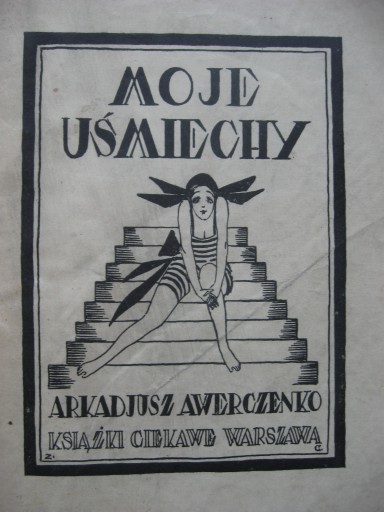 MOJE
UŚMIECHY
ARKADJUSZ AWERCZENKO
KSIĄŻKI CIEKAWE WARSZAWA
Z.